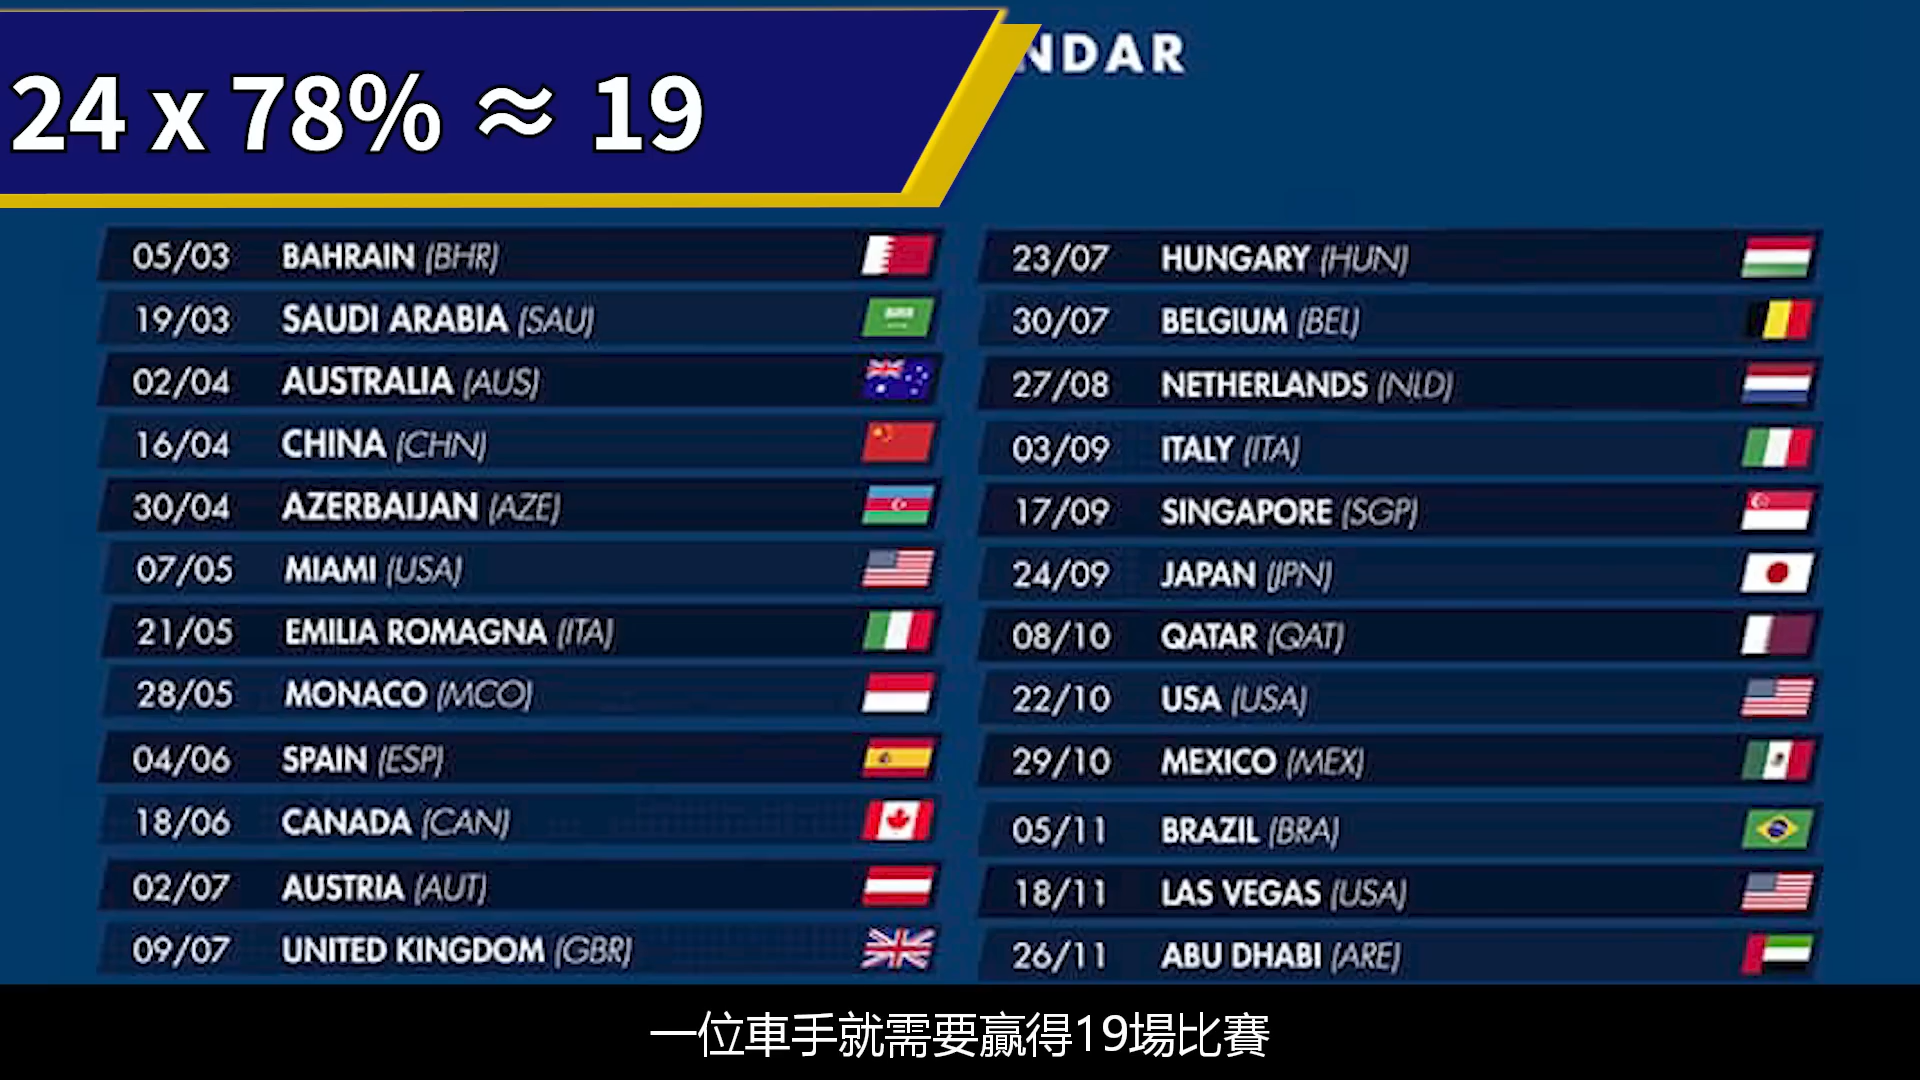 24 x 78% ≈ 19
NDAR
05/03 BAHRAIN (BHR)
19/03 SAUDI ARABIA (SAU)
02/04 AUSTRALIA (AUS)
16/04 CHINA (CHN)
30/04 AZERBAIJAN (AZE)
07/05 MIAMI (USA)
21/05 EMILIA ROMAGNA (ITA)
28/05 MONACO (MCO)
04/06 SPAIN (ESP)
18/06 CANADA (CAN)
02/07 AUSTRIA (AUT)
09/07 UNITED KINGDOM (GBR)
23/07 HUNGARY (HUN)
30/07 BELGIUM (BEL)
27/08 NETHERLANDS (NLD)
03/09 ITALY (ITA)
17/09 SINGAPORE (SGP)
24/09 JAPAN (JPN)
08/10 QATAR (QAT)
22/10 USA (USA)
29/10 MEXICO (MEX)
05/11 BRAZIL (BRA)
18/11 LAS VEGAS (USA)
26/11 ABU DHABI (ARE)
一位車手就需要贏得19場比賽